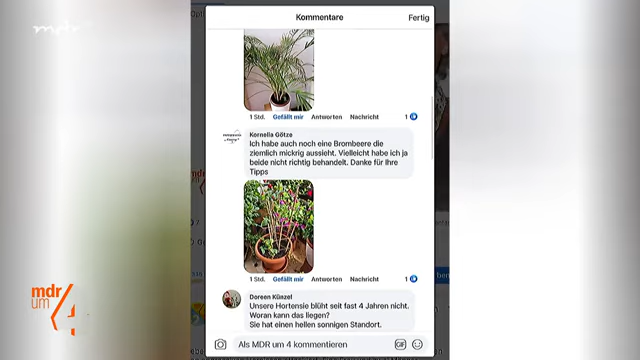 mdr
Kommentare
Fertig
1 Std. Gefällt mir Antworten Nachricht 1
Kornelia Götze
Ich habe auch noch eine Brombeere die
ziemlich mickrig aussieht. Vielleicht habe ich ja
beide nicht richtig behandelt. Danke für Ihre
Tipps
1 Std. Gefällt mir Antworten Nachricht 1
Doreen Künzel
Unsere Hortensie blüht seit fast 4 Jahren nicht.
Woran kann das liegen?
Sie hat einen hellen sonnigen Standort.
Als MDR um 4 kommentieren
GIF
mdr
um 4